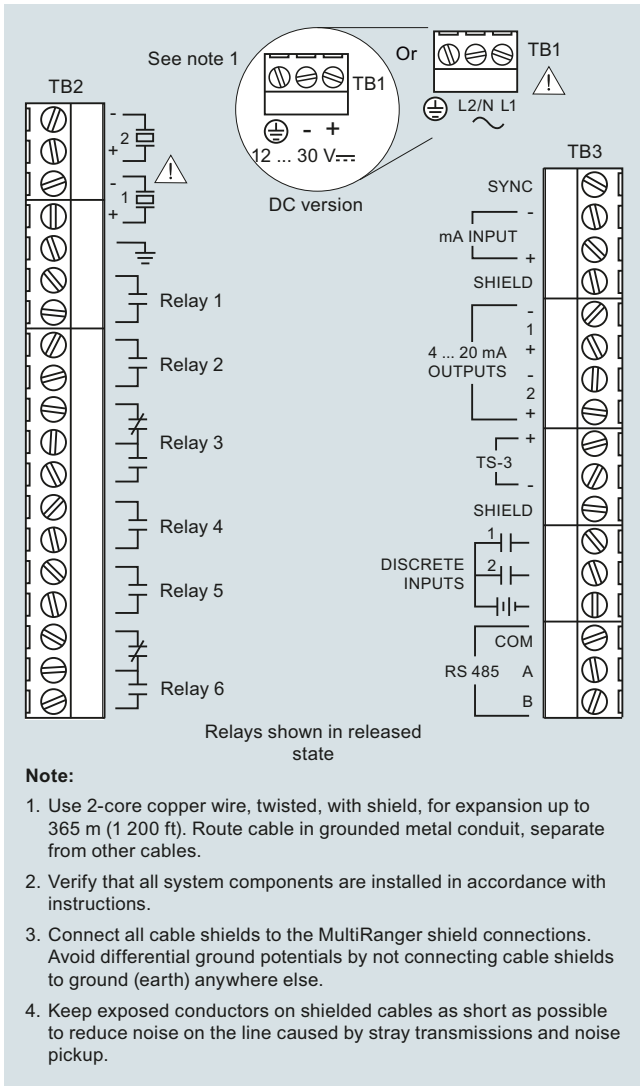 See note 1
TB1
- +
12 ... 30 V
DC version
Or
TB1
L2/N L1
TB2
-
2
+
-
1
+
Relay 1
Relay 2
Relay 3
Relay 4
Relay 5
Relay 6
TB3
SYNC
-
mA INPUT
+
SHIELD
-
1
+
4 ... 20 mA
OUTPUTS
-
2
+
+
TS-3
-
SHIELD
1
DISCRETE
INPUTS
2
COM
RS 485 A
B
Relays shown in released
state
Note:
1. Use 2-core copper wire, twisted, with shield, for expansion up to
365 m (1 200 ft). Route cable in grounded metal conduit, separate
from other cables.
2. Verify that all system components are installed in accordance with
instructions.
3. Connect all cable shields to the MultiRanger shield connections.
Avoid differential ground potentials by not connecting cable shields
to ground (earth) anywhere else.
4. Keep exposed conductors on shielded cables as short as possible
to reduce noise on the line caused by stray transmissions and noise
pickup.